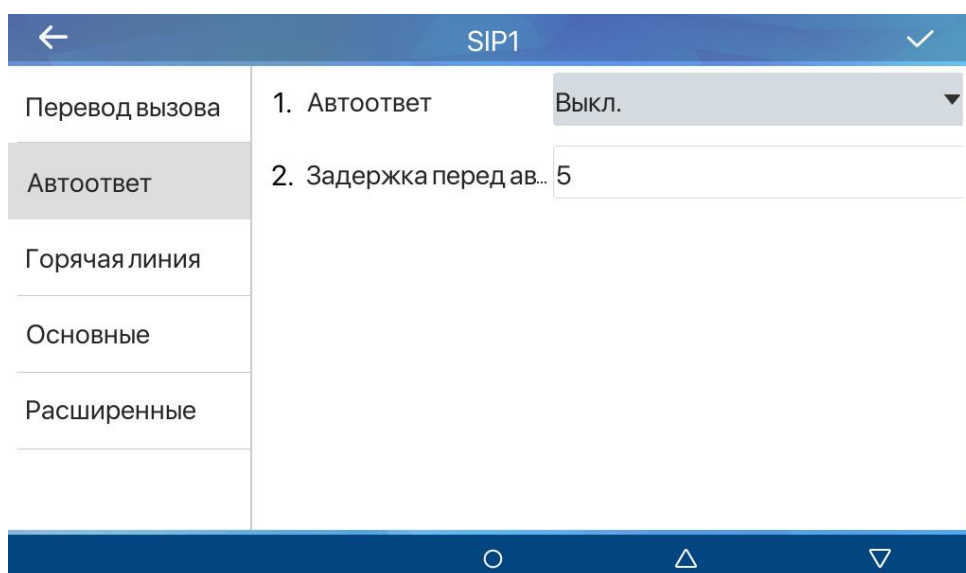 SIP1
Перевод вызова
Автоответ
Горячая линия
Основные
Расширенные
1. Автоответ Выкл.
2. Задержка перед ав... 5